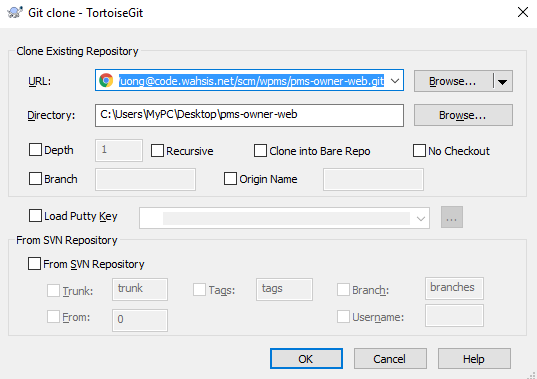 Git clone - TortoiseGit
Clone Existing Repository
URL: /uong@code.wahsis.net/scm/wpms/pms-owner-web.git Browse...
Directory: C:\Users\MyPC\Desktop\pms-owner-web Browse...
Depth 1 Recursive Clone into Bare Repo No Checkout
Branch Origin Name
Load Putty Key ...
From SVN Repository
From SVN Repository
Trunk: trunk Tags: tags Branch: branches
From: 0 Username:
OK Cancel Help